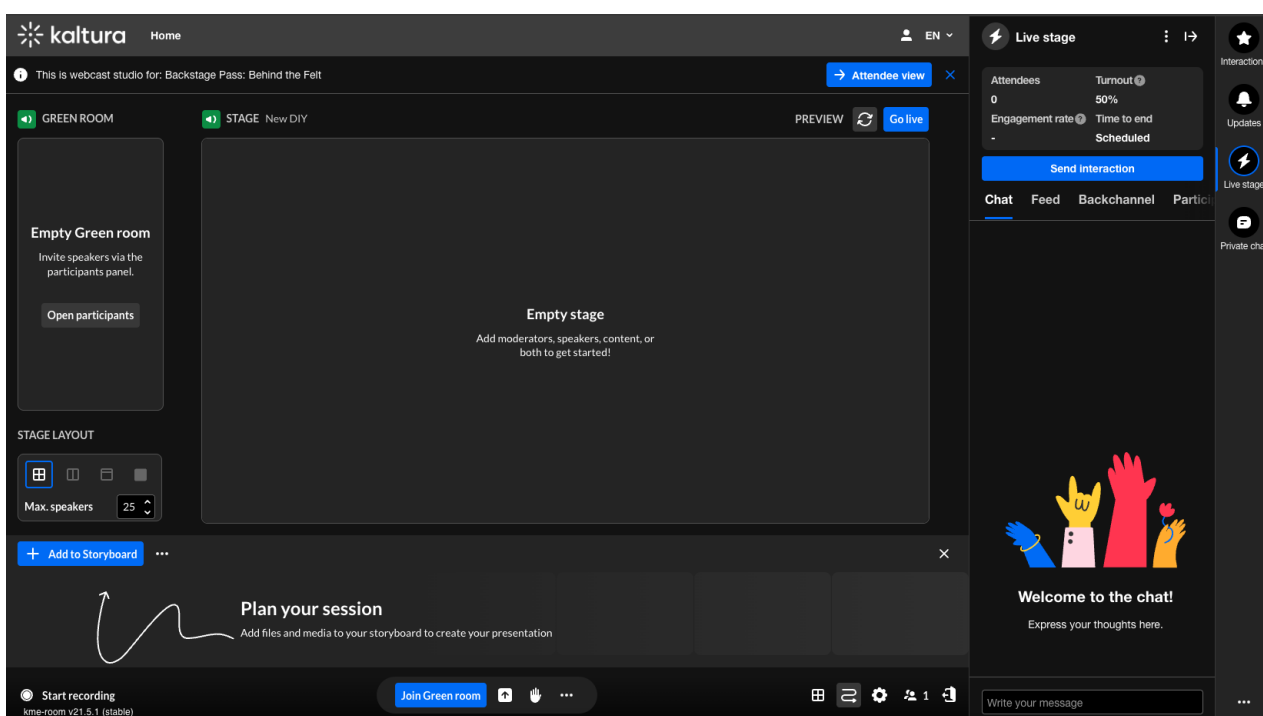 kaltura
Home
EN
This is webcast studio for: Backstage Pass: Behind the Felt
Attendee view
GREEN ROOM
STAGE New DIY
PREVIEW
Go live
Empty Green room
Invite speakers via the
participants panel.
Open participants
Empty stage
Add moderators, speakers, content, or
both to get started!
STAGE LAYOUT
Max. speakers 25
Add to Storyboard
Plan your session
Add files and media to your storyboard to create your presentation
Start recording
kme-room v21.5.1 (stable)
Join Green room
1
Live stage
Attendees Turnout
0 50%
Engagement rate Time to end
- Scheduled
Send interaction
Chat Feed Backchannel Partici
Welcome to the chat!
Express your thoughts here.
Write your message
Interaction
Updates
Live stage
Private cha